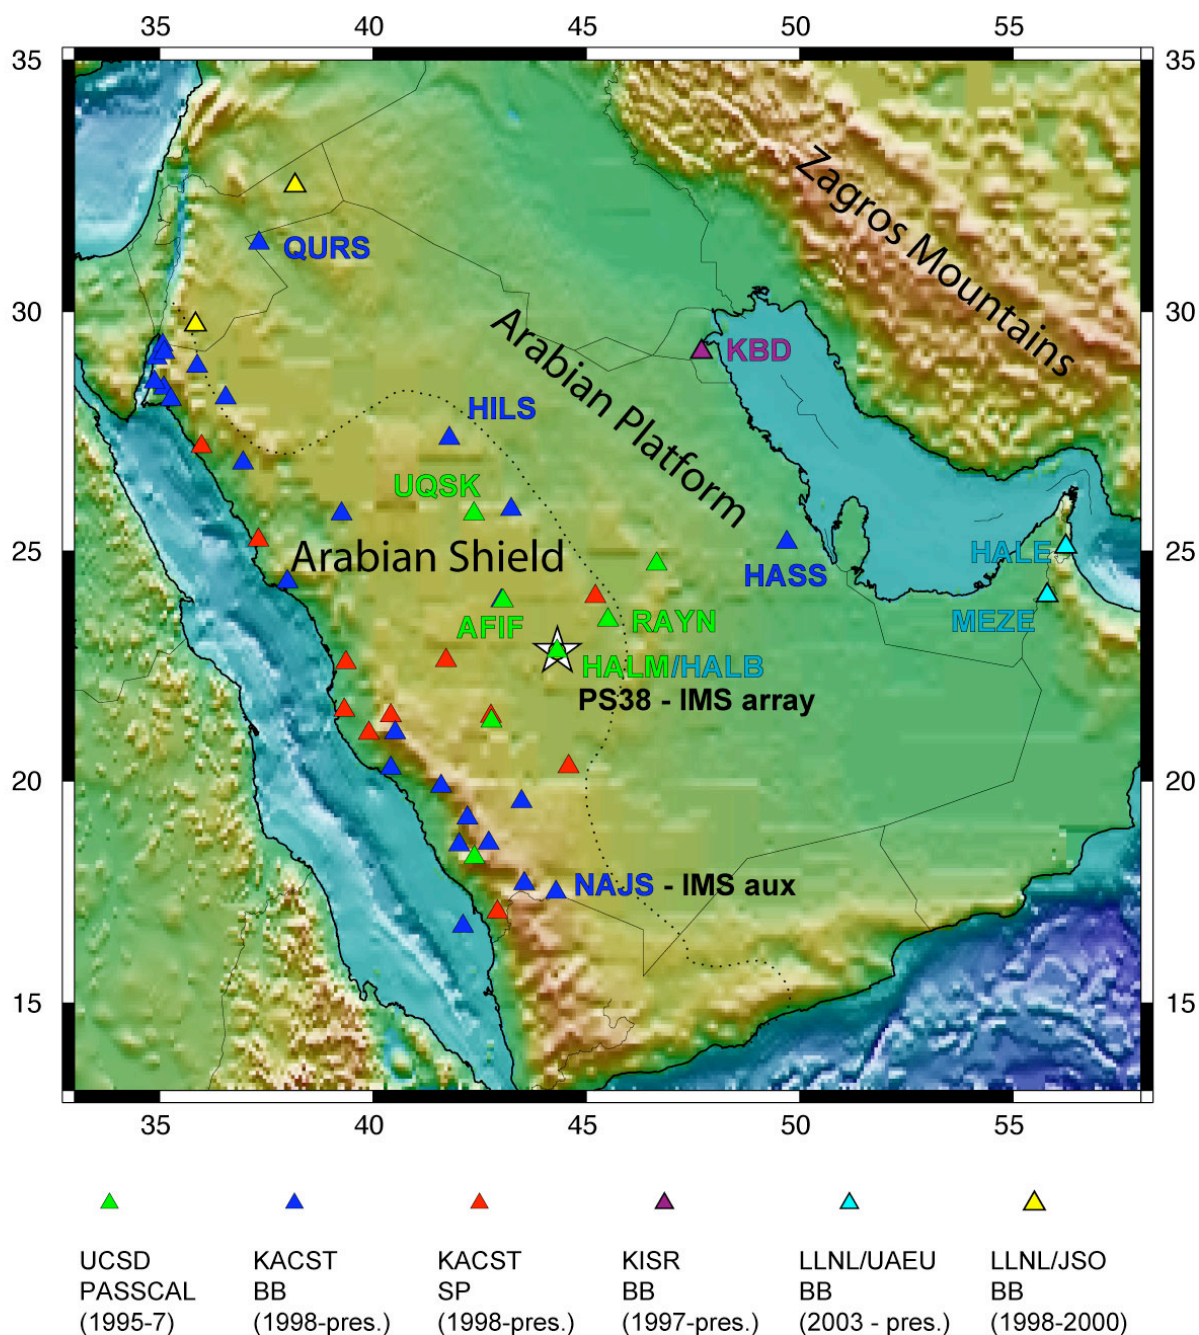 35 40 45 50 55
35 35
Zagros Mountains
QURS
30 30
Arabian Platform
KBD
HILS
UQSK
25 Arabian Shield HASS HALE 25
AFIF RAYN MEZE
HALM/HALB
PS38 - IMS array
20 20
NAJS - IMS aux
15 15
35 40 45 50 55
UCSD
PASSCAL
(1995-7)
KACST
BB
(1998-pres.)
KACST
SP
(1998-pres.)
KISR
BB
(1997-pres.)
LLNL/UAEU
BB
(2003 - pres.)
LLNL/JSO
BB
(1998-2000)